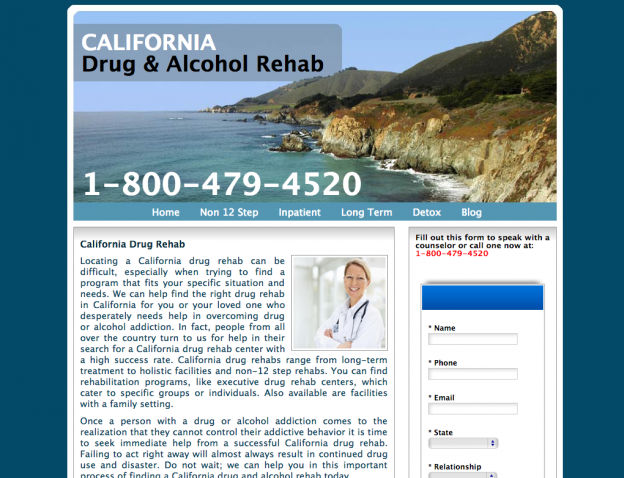 CALIFORNIA
Drug & Alcohol Rehab
1-800-479-4520
Home Non 12 Step Inpatient Long Term Detox Blog
California Drug Rehab
Locating a California drug rehab can be
difficult, especially when trying to find a
program that fits your specific situation and
needs. We can help find the right drug rehab
in California for you or your loved one who
desperately needs help in overcoming drug
or alcohol addiction. In fact, people from all
over the country turn to us for help in their
search for a California drug rehab center with
a high success rate. California drug rehabs range from long-term
treatment to holistic facilities and non-12 step rehabs. You can find
rehabilitation programs, like executive drug rehab centers, which
cater to specific groups or individuals. Also available are facilities
with a family setting.
Once a person with a drug or alcohol addiction comes to the
realization that they cannot control their addictive behavior it is time
to seek immediate help from a successful California drug rehab.
Failing to act right away will almost always result in continued drug
use and disaster. Do not wait; we can help you in this important
process of finding a California drug and alcohol rehab today.
Fill out this form to speak with a
counselor or call one now at:
1-800-479-4520
* Name
* Phone
* Email
* State
* Relationship